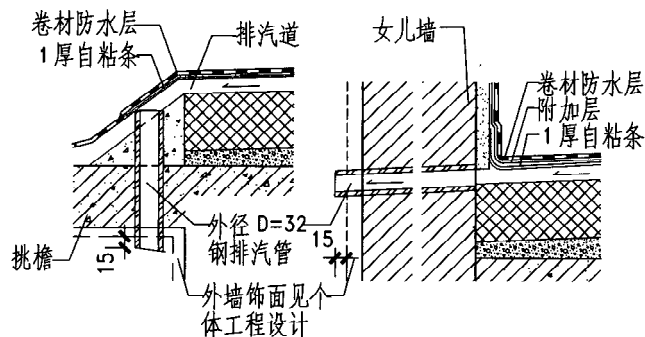 卷材防水层
1厚自粘条
排汽道
女儿墙
卷材防水层
附加层
1厚自粘条
外径 D=32
钢排汽管
15
挑檐
15
外墙饰面见个
体工程设计